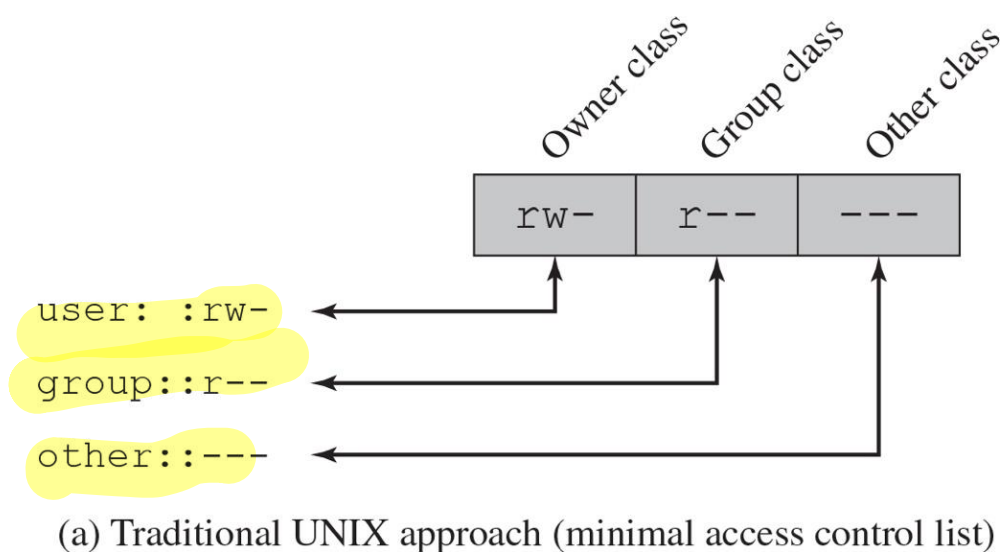 Owner class
Group class
Other class
rw- r-- ---
user: :rw-
group::r--
other::---
(a) Traditional UNIX approach (minimal access control list)